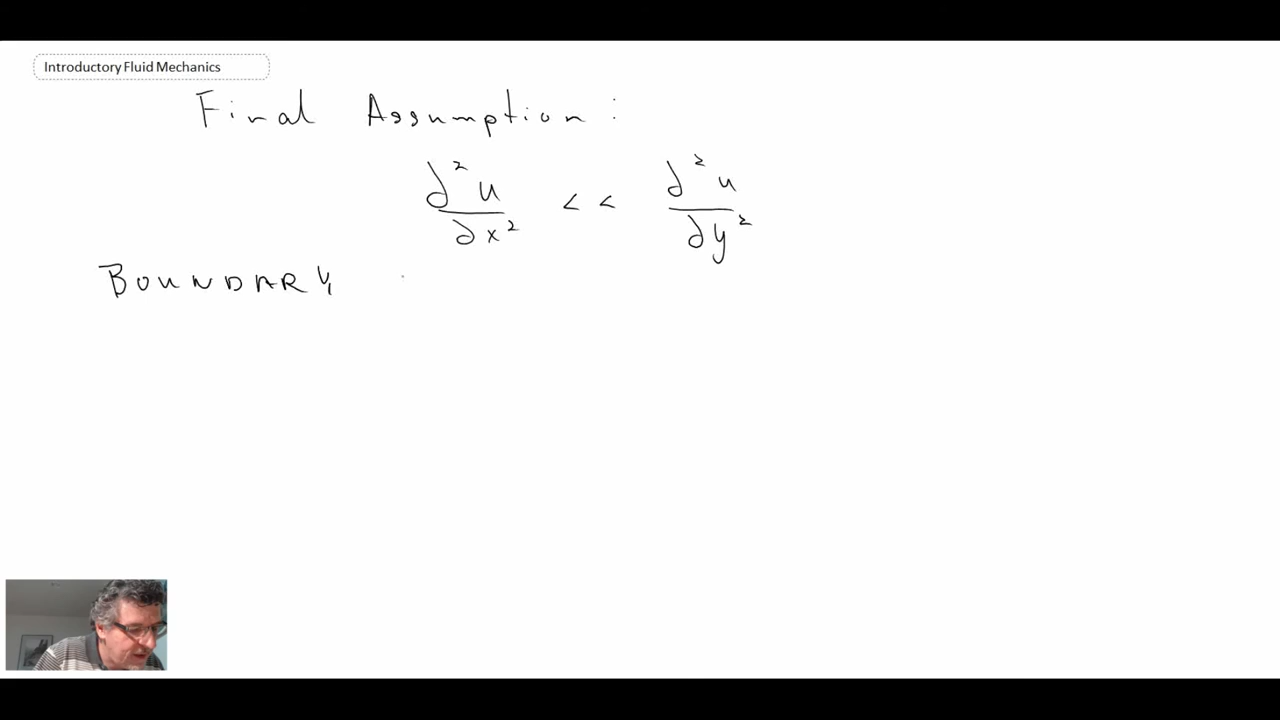 Introductory Fluid Mechanics
Final Assumption :
∂²u/∂x² << ∂²u/∂y²
BOUNDARY